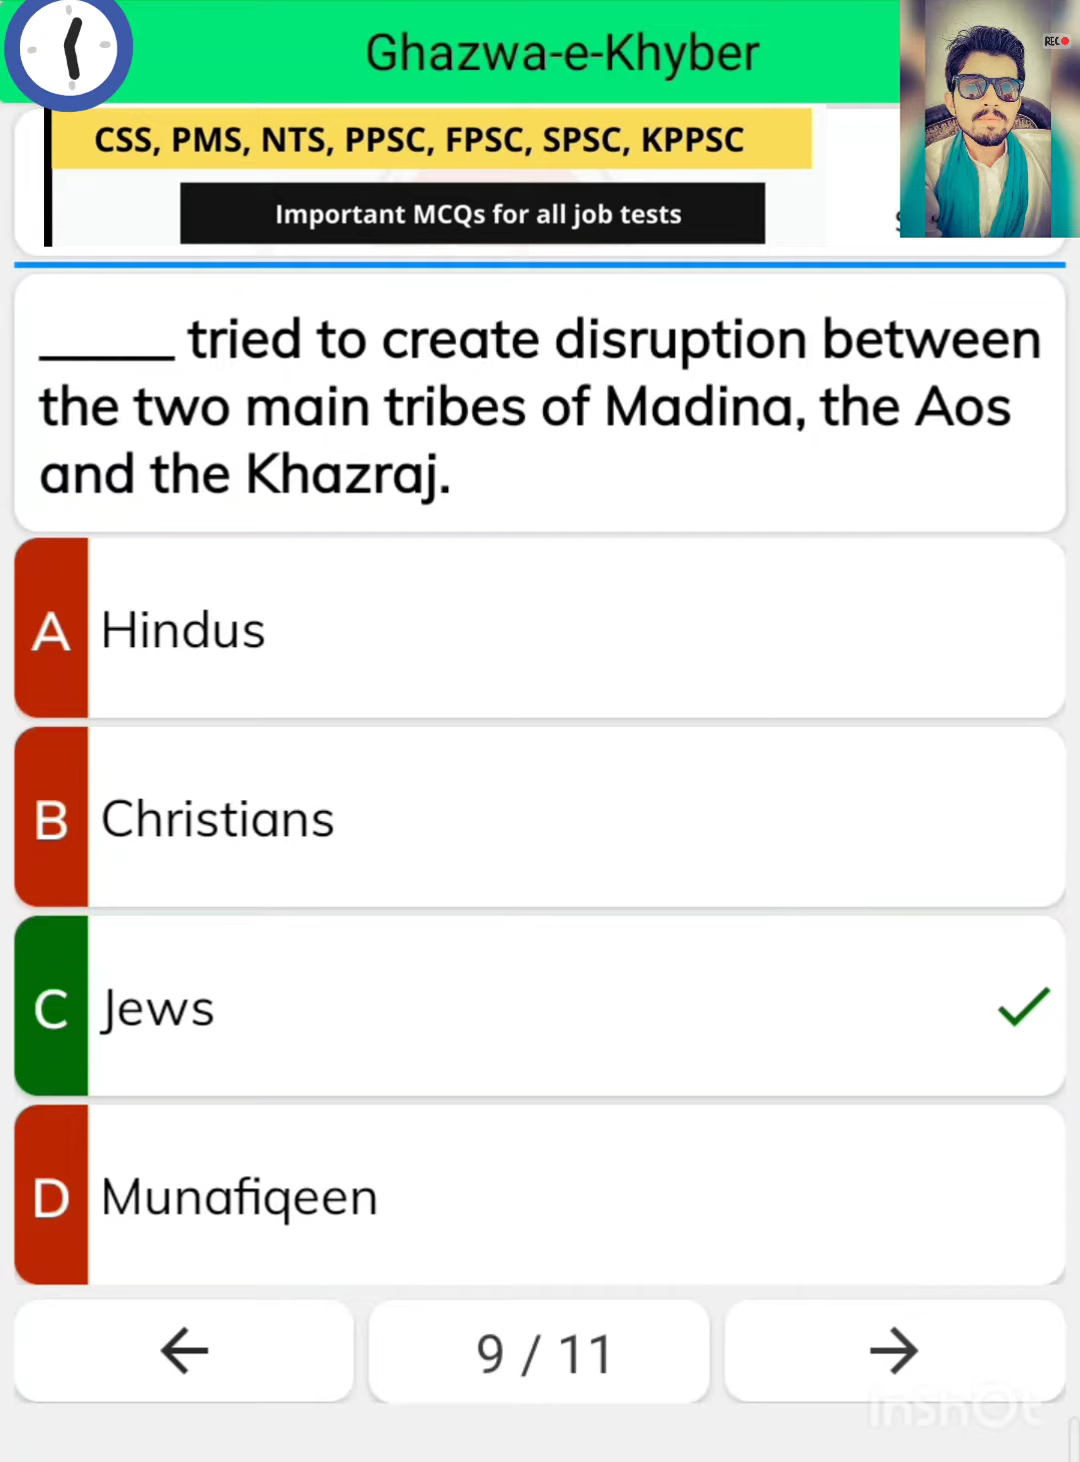 Ghazwa-e-Khyber
REC
CSS, PMS, NTS, PPSC, FPSC, SPSC, KPPSC
Important MCQs for all job tests
_____ tried to create disruption between
the two main tribes of Madina, the Aos
and the Khazraj.
A Hindus
B Christians
C Jews
D Munafiqeen
9 / 11
InShOt